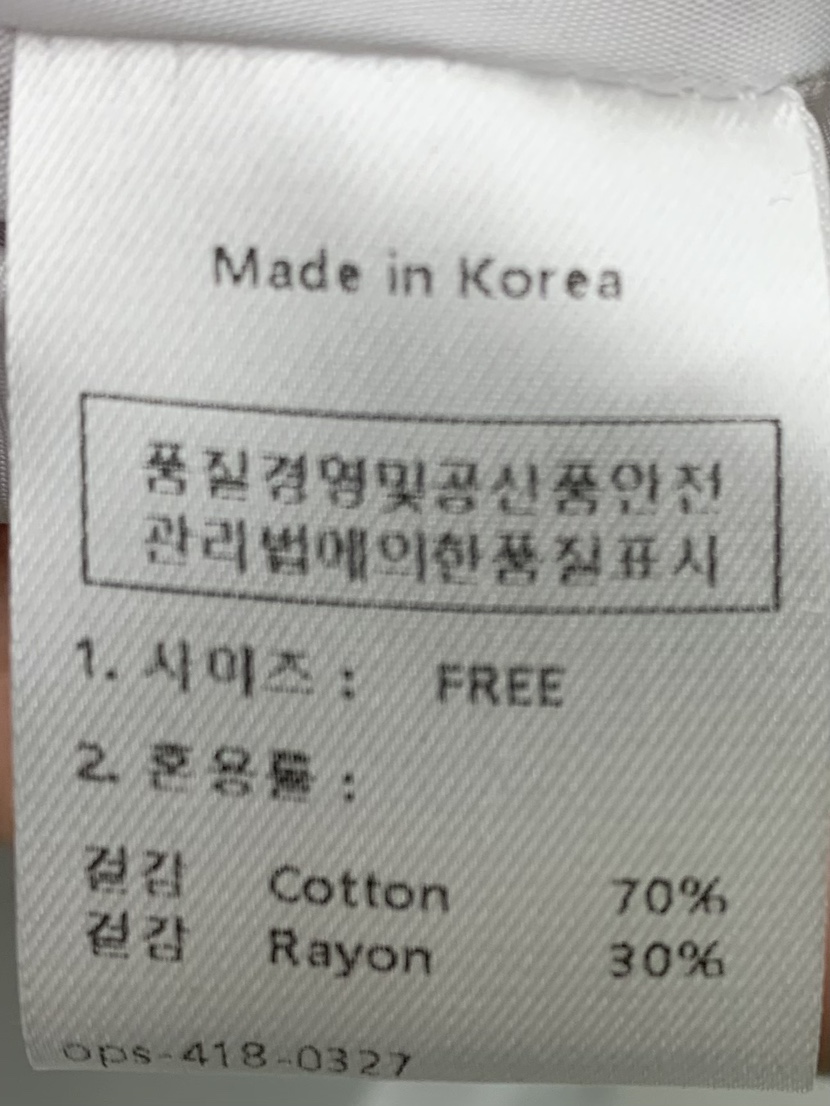 Made in Korea
품질경영및공산품안전
관리법에의한품질표시
1. 사이즈 : FREE
2. 혼용률 :
겉감 Cotton 70%
겉감 Rayon 30%
ops-418-0327